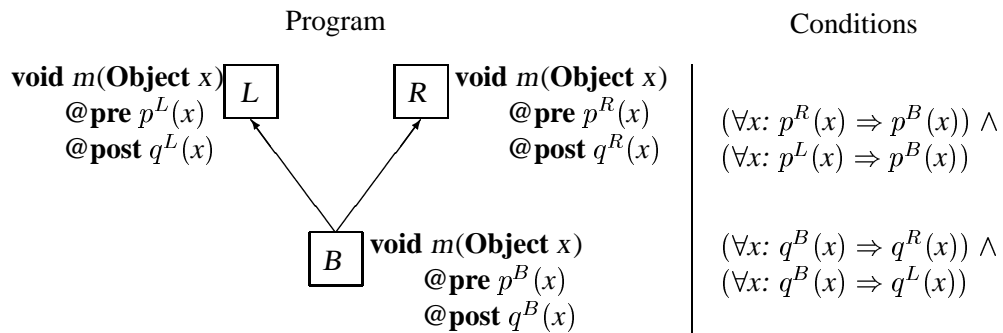 Program
Conditions
void m(Object x)
@pre p^L(x)
@post q^L(x)
L
R
void m(Object x)
@pre p^R(x)
@post q^R(x)
(∀x: p^R(x) ⇒ p^B(x)) ∧
(∀x: p^L(x) ⇒ p^B(x))
B
void m(Object x)
@pre p^B(x)
@post q^B(x)
(∀x: q^B(x) ⇒ q^R(x)) ∧
(∀x: q^B(x) ⇒ q^L(x))